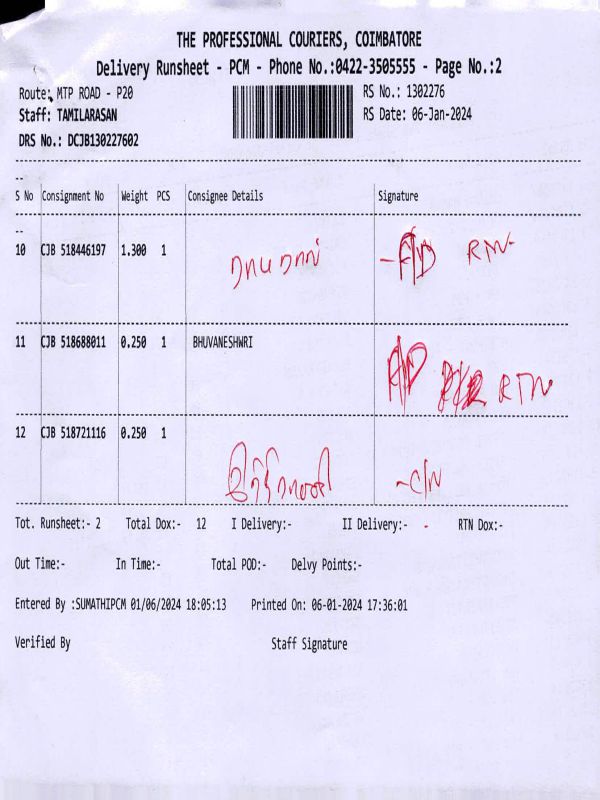 THE PROFESSIONAL COURIERS, COIMBATORE
Delivery Runsheet - PCM - Phone No.:0422-3505555 - Page No.:2
Route: MTP ROAD - P20 RS No.: 1302276
Staff: TAMILARASAN RS Date: 06-Jan-2024
DRS No.: DCJB130227602
S No Consignment No Weight PCS Consignee Details Signature
10 CJB 518446197 1.300 1 A/D RTN
11 CJB 518688011 0.250 1 BHUVANESHWRI A/D RTN
12 CJB 518721116 0.250 1 - C/N
Tot. Runsheet:- 2 Total Dox:- 12 I Delivery:- II Delivery:- - RTN Dox:-
Out Time:- In Time:- Total POD:- Delvy Points:-
Entered By :SUMATHIPCM 01/06/2024 18:05:13 Printed On: 06-01-2024 17:36:01
Verified By Staff Signature